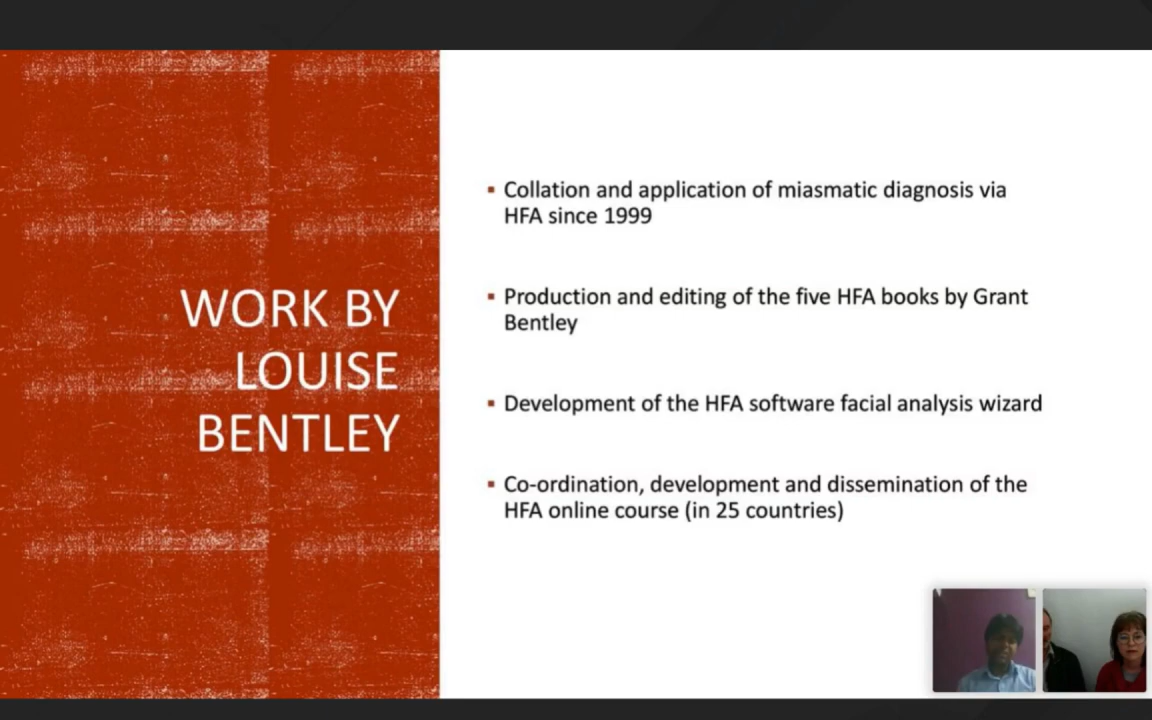 WORK BY
LOUISE
BENTLEY
▪ Collation and application of miasmatic diagnosis via
HFA since 1999
▪ Production and editing of the five HFA books by Grant
Bentley
▪ Development of the HFA software facial analysis wizard
▪ Co-ordination, development and dissemination of the
HFA online course (in 25 countries)